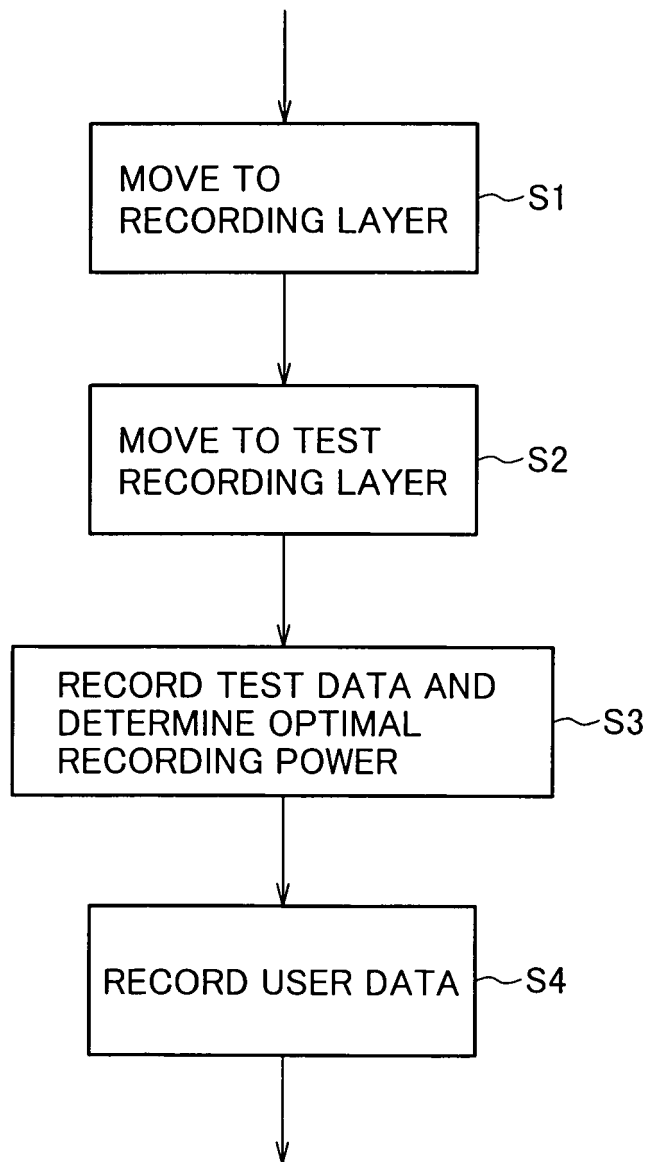 MOVE TO
RECORDING LAYER
S1
MOVE TO TEST
RECORDING LAYER
S2
RECORD TEST DATA AND
DETERMINE OPTIMAL
RECORDING POWER
S3
RECORD USER DATA
S4